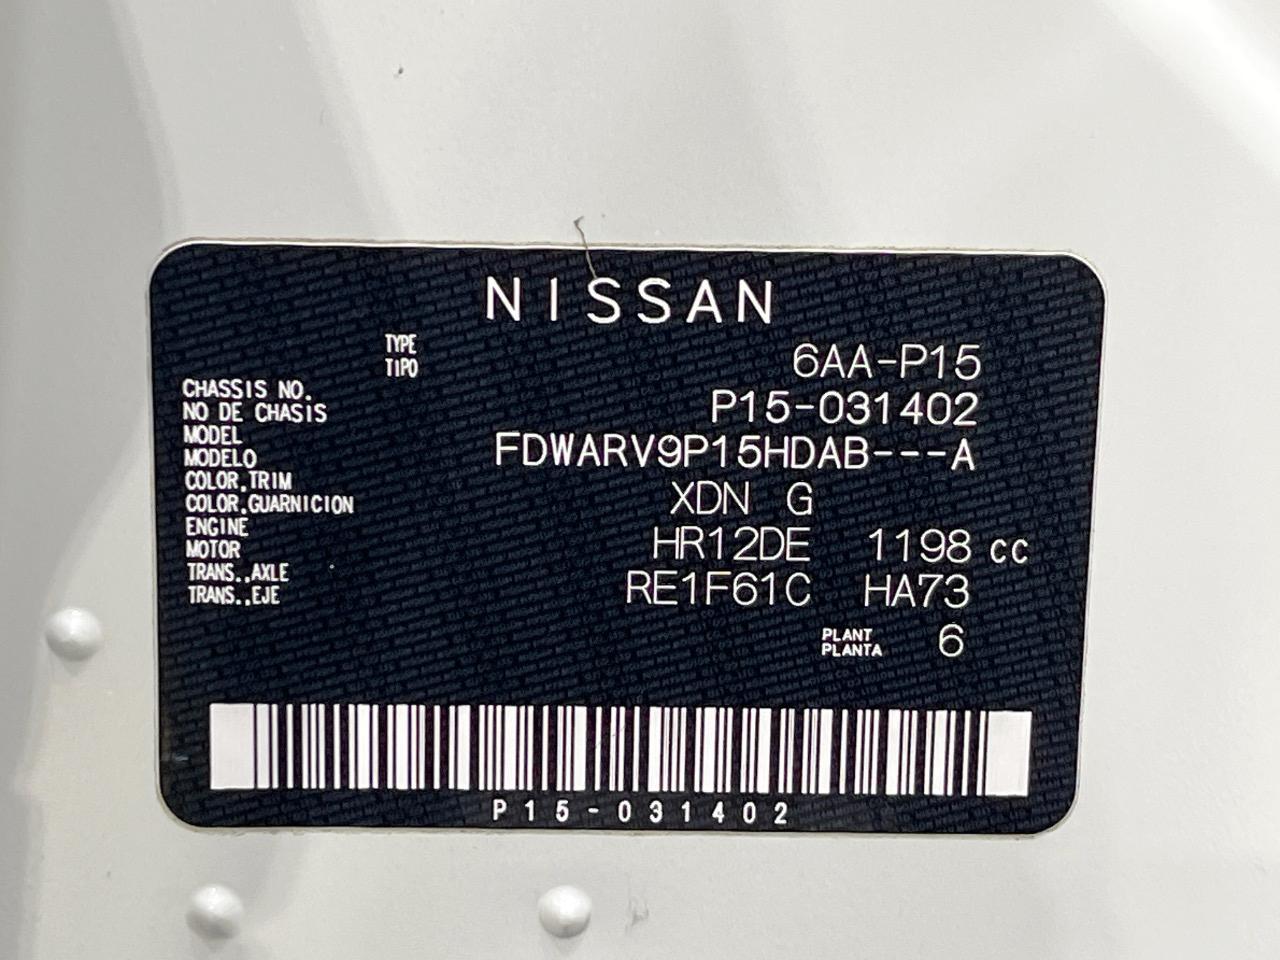 NISSAN
TYPE
TIPO 6AA-P15
CHASSIS NO.
NO DE CHASIS P15-031402
MODEL
MODELO FDWARV9P15HDAB---A
COLOR,TRIM
COLOR,GUARNICION XDN G
ENGINE
MOTOR HR12DE 1198 cc
TRANS.,AXLE
TRANS.,EJE RE1F61C HA73
PLANT
PLANTA 6
P15-031402